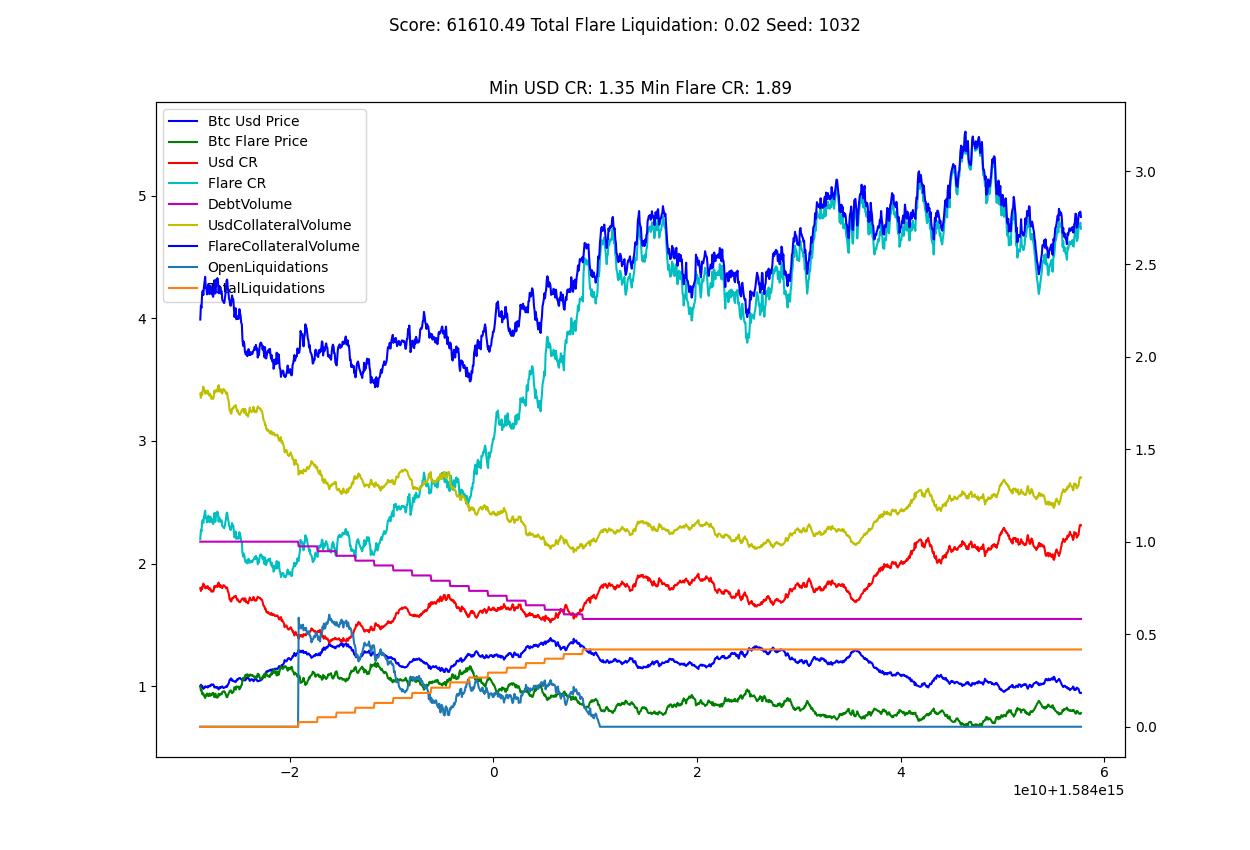 Score: 61610.49 Total Flare Liquidation: 0.02 Seed: 1032
Min USD CR: 1.35 Min Flare CR: 1.89
Btc Usd Price
Btc Flare Price
Usd CR
Flare CR
DebtVolume
UsdCollateralVolume
FlareCollateralVolume
OpenLiquidations
TotalLiquidations
5
4
3
2
1
3.0
2.5
2.0
1.5
1.0
0.5
0.0
−2
0
2
4
6
1e10+1.584e15